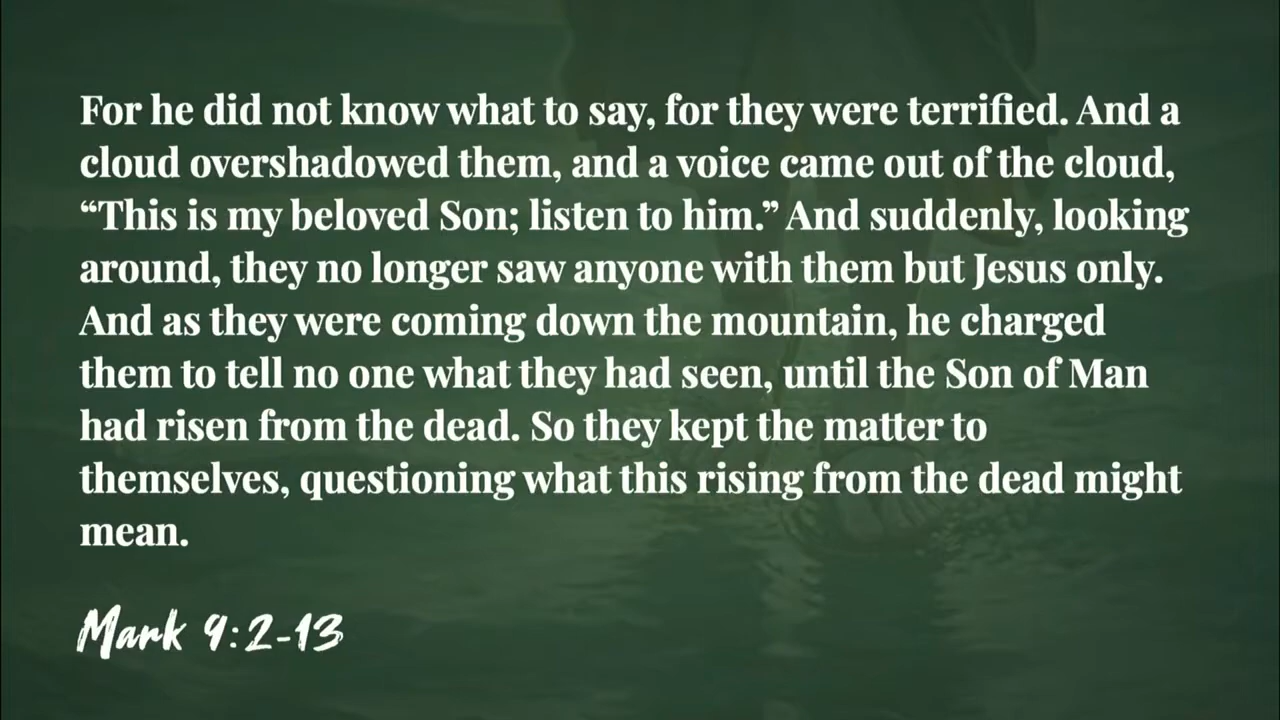 For he did not know what to say, for they were terrified. And a
cloud overshadowed them, and a voice came out of the cloud,
“This is my beloved Son; listen to him.” And suddenly, looking
around, they no longer saw anyone with them but Jesus only.
And as they were coming down the mountain, he charged
them to tell no one what they had seen, until the Son of Man
had risen from the dead. So they kept the matter to
themselves, questioning what this rising from the dead might
mean.
Mark 9:2-13